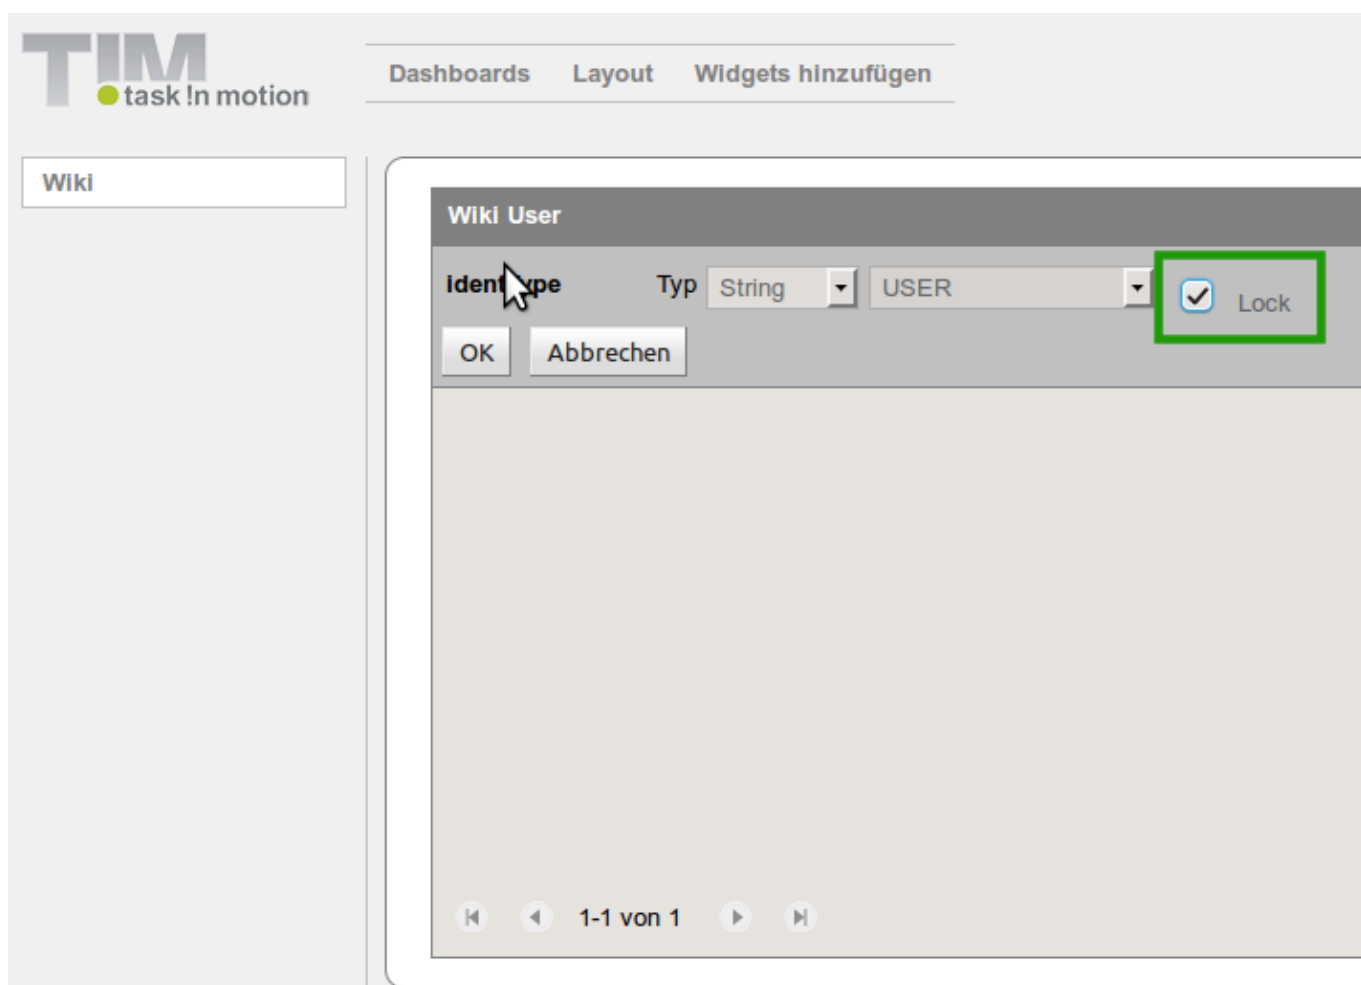 TIM
task !n motion
Dashboards Layout Widgets hinzufügen
Wiki
Wiki User
Typ String USER Lock
OK Abbrechen
1-1 von 1